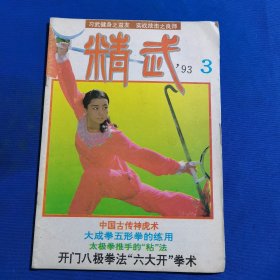 习武健身之益友 实战技击之良师
精武
'93 3
中国古传神虎术
大成拳五形拳的练用
太极拳推手的“粘”法
开门八极拳法“六大开”拳术